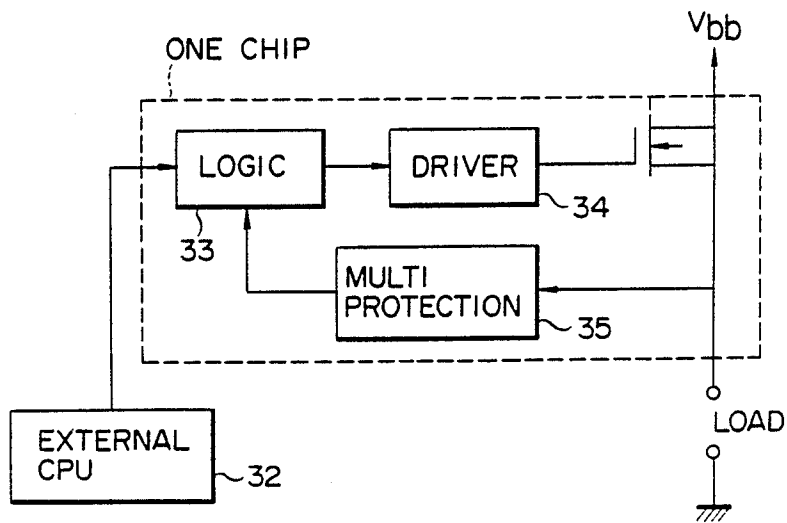 Vbb
ONE CHIP
LOGIC
DRIVER
33
34
MULTI
PROTECTION
35
LOAD
EXTERNAL
CPU
32